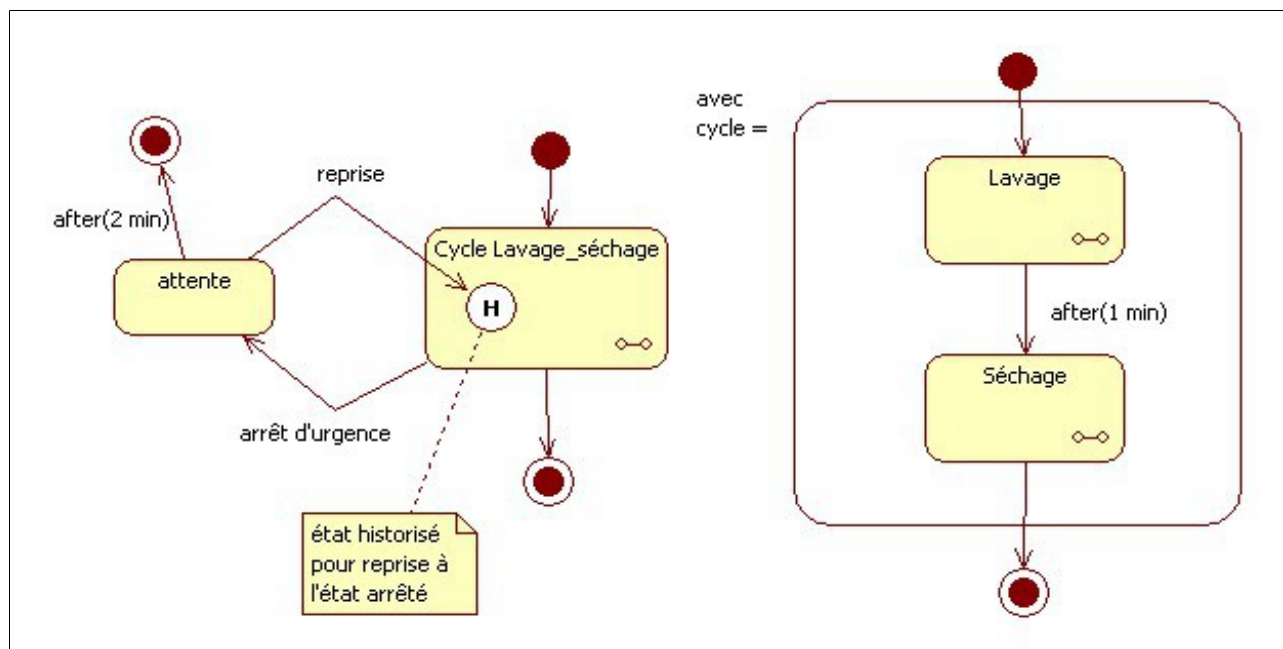 reprise
after(2 min)
attente
Cycle Lavage_séchage
H
arrêt d'urgence
état historisé
pour reprise à
l'état arrêté
avec
cycle =
Lavage
after(1 min)
Séchage